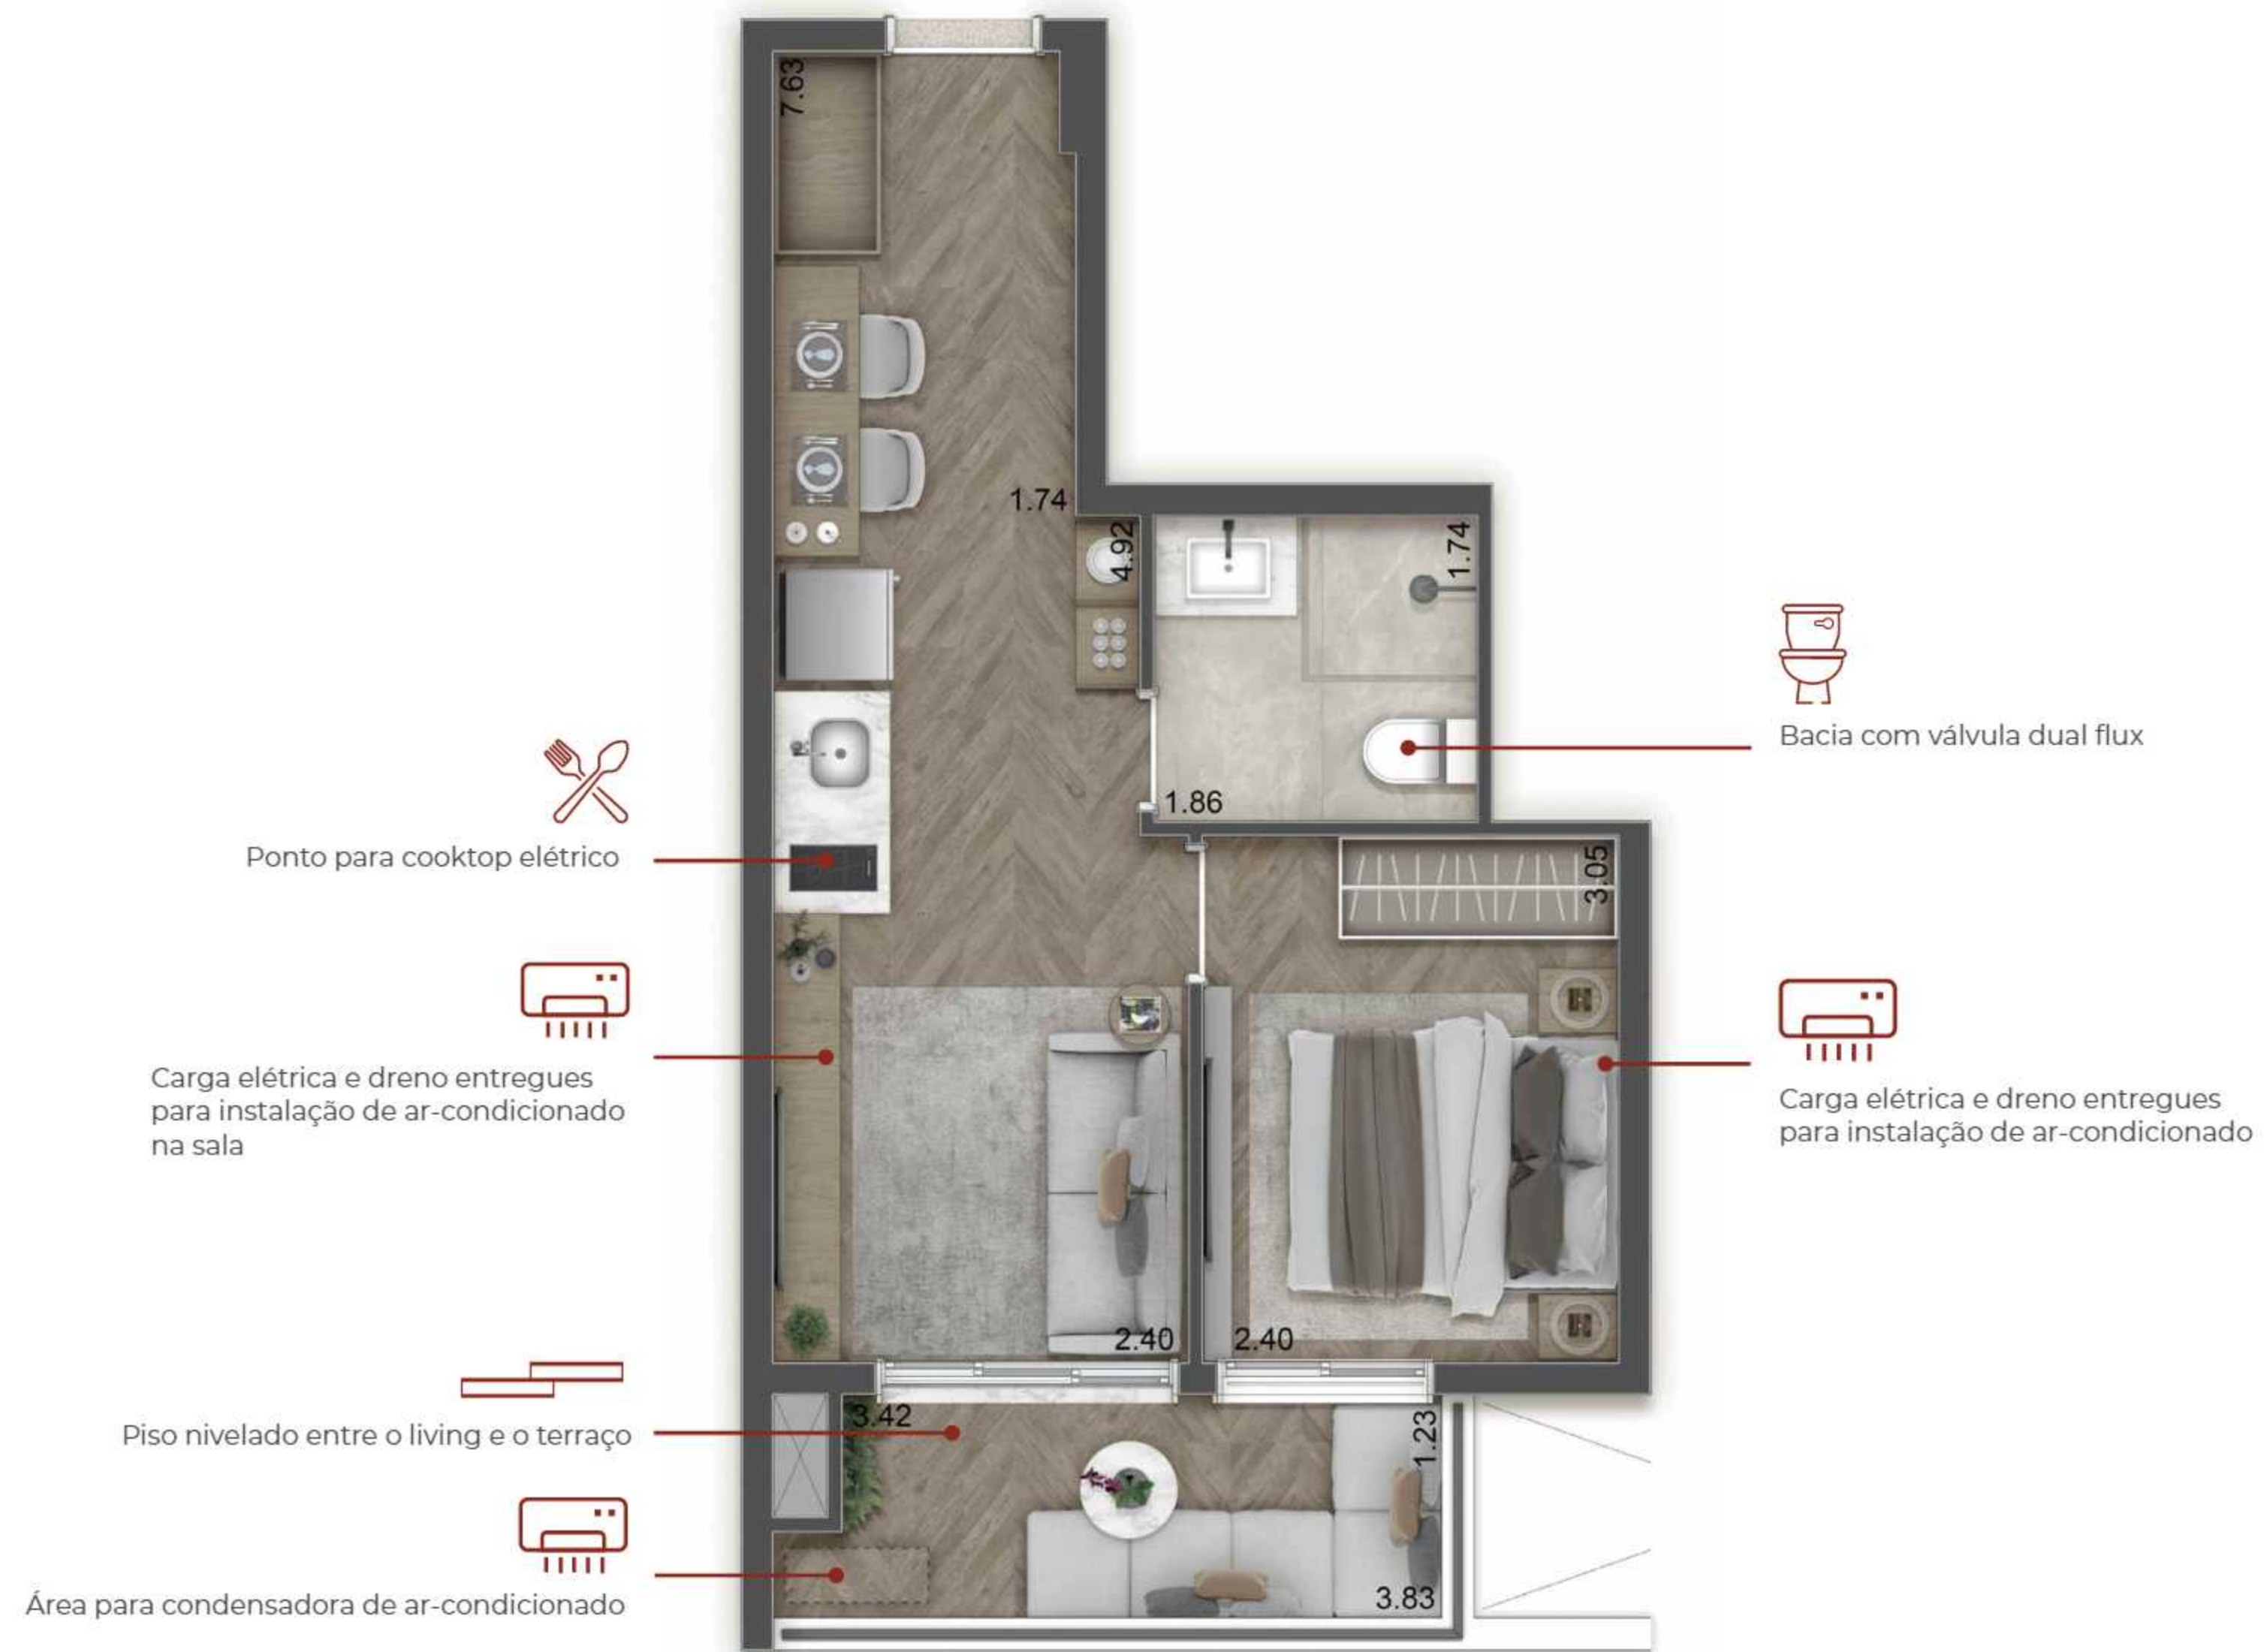 7.63
1.74
4.92
1.74
Bacia com válvula dual flux
1.86
Ponto para cooktop elétrico
3.05
Carga elétrica e dreno entregues
para instalação de ar-condicionado
na sala
Carga elétrica e dreno entregues
para instalação de ar-condicionado
2.40
2.40
3.42
1.23
Piso nivelado entre o living e o terraço
3.83
Área para condensadora de ar-condicionado